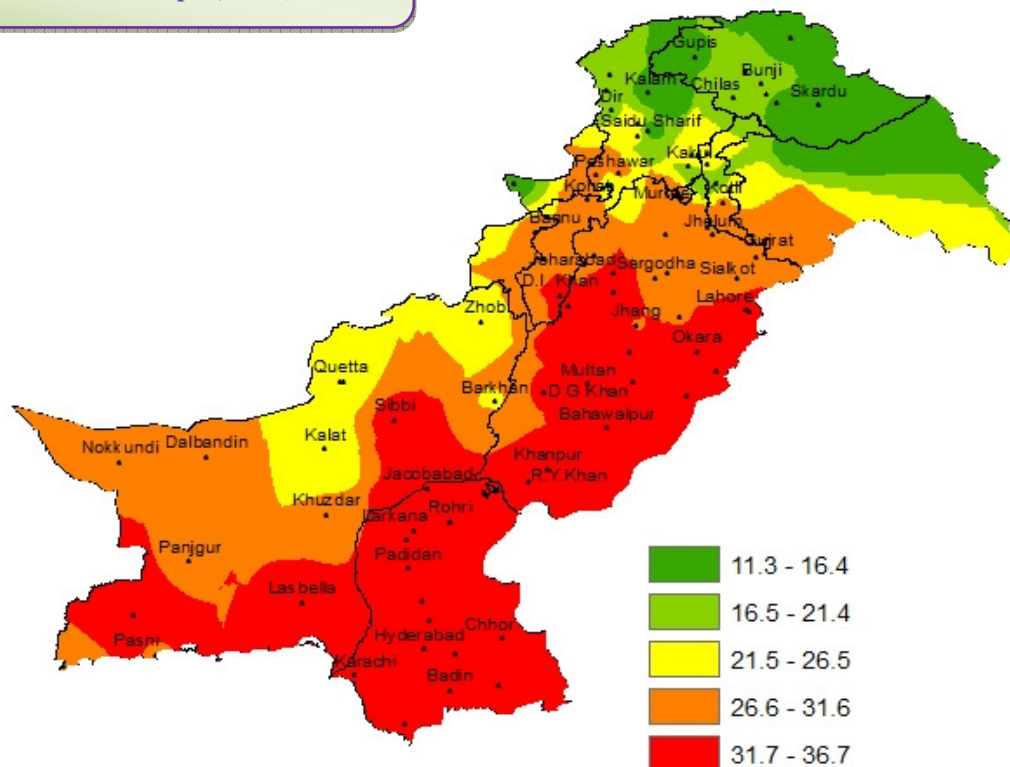 Gupis
Kalam
Chilas
Bunji
Skardu
Dir
Saidu Sharif
Peshawar
Kakul
Kotli
Bannu
Jhelum
Sargodha
Sialkot
D.I. Khan
Lahore
Jhang
Zhob
Okara
Quetta
Multan
Barkhan
D G Khan
Sibbi
Bahawalpur
Kalat
Nokkundi
Dalbandin
Khanpur
R.Y.Khan
Jacobabad
Khuzdar
Rohri
Larkana
Panjgur
Padidan
Lasbella
Pasni
Hyderabad
Chhor
Karachi
Badin
11.3 - 16.4
16.5 - 21.4
21.5 - 26.5
26.6 - 31.6
31.7 - 36.7